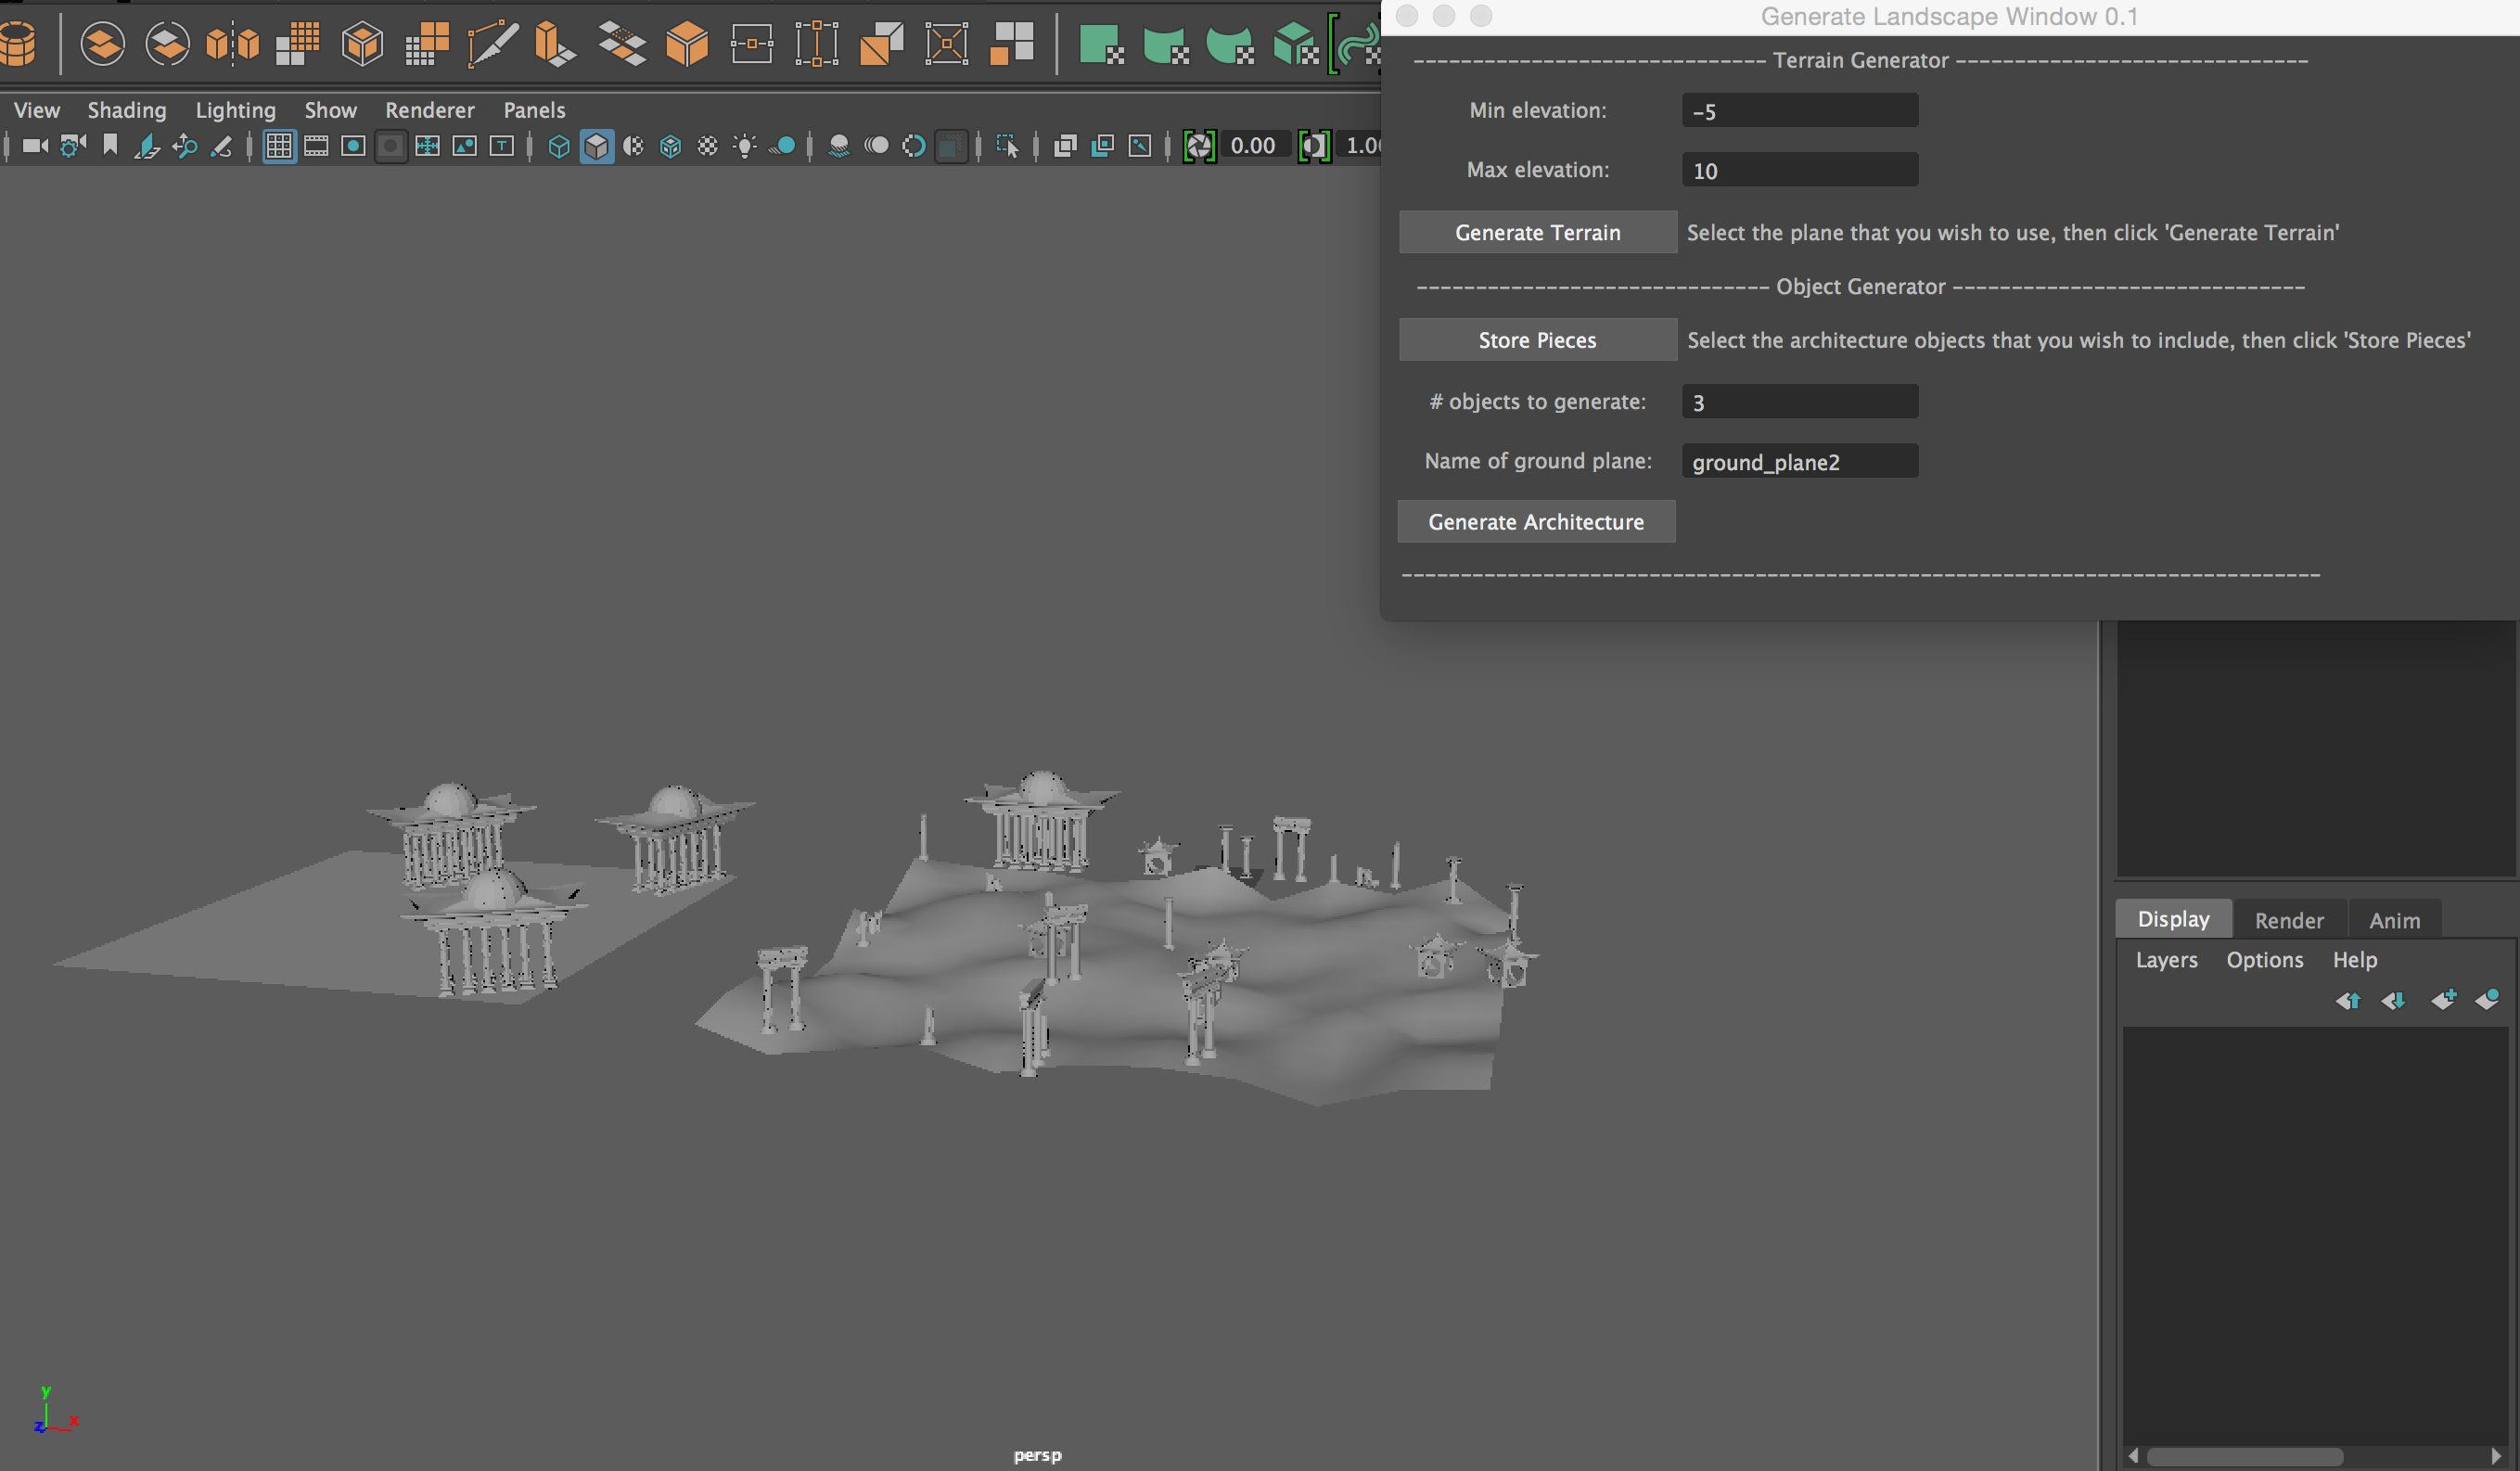 Generate Landscape Window 0.1
------------------------------ Terrain Generator ------------------------------
View Shading Lighting Show Renderer Panels
Min elevation: -5
0.00 1.00
Max elevation: 10
Generate Terrain Select the plane that you wish to use, then click 'Generate Terrain'
------------------------------ Object Generator ------------------------------
Store Pieces Select the architecture objects that you wish to include, then click 'Store Pieces'
# objects to generate: 3
Name of ground plane: ground_plane2
Generate Architecture
------------------------------------------------------------------------------
Display Render Anim
Layers Options Help
y
z x
persp